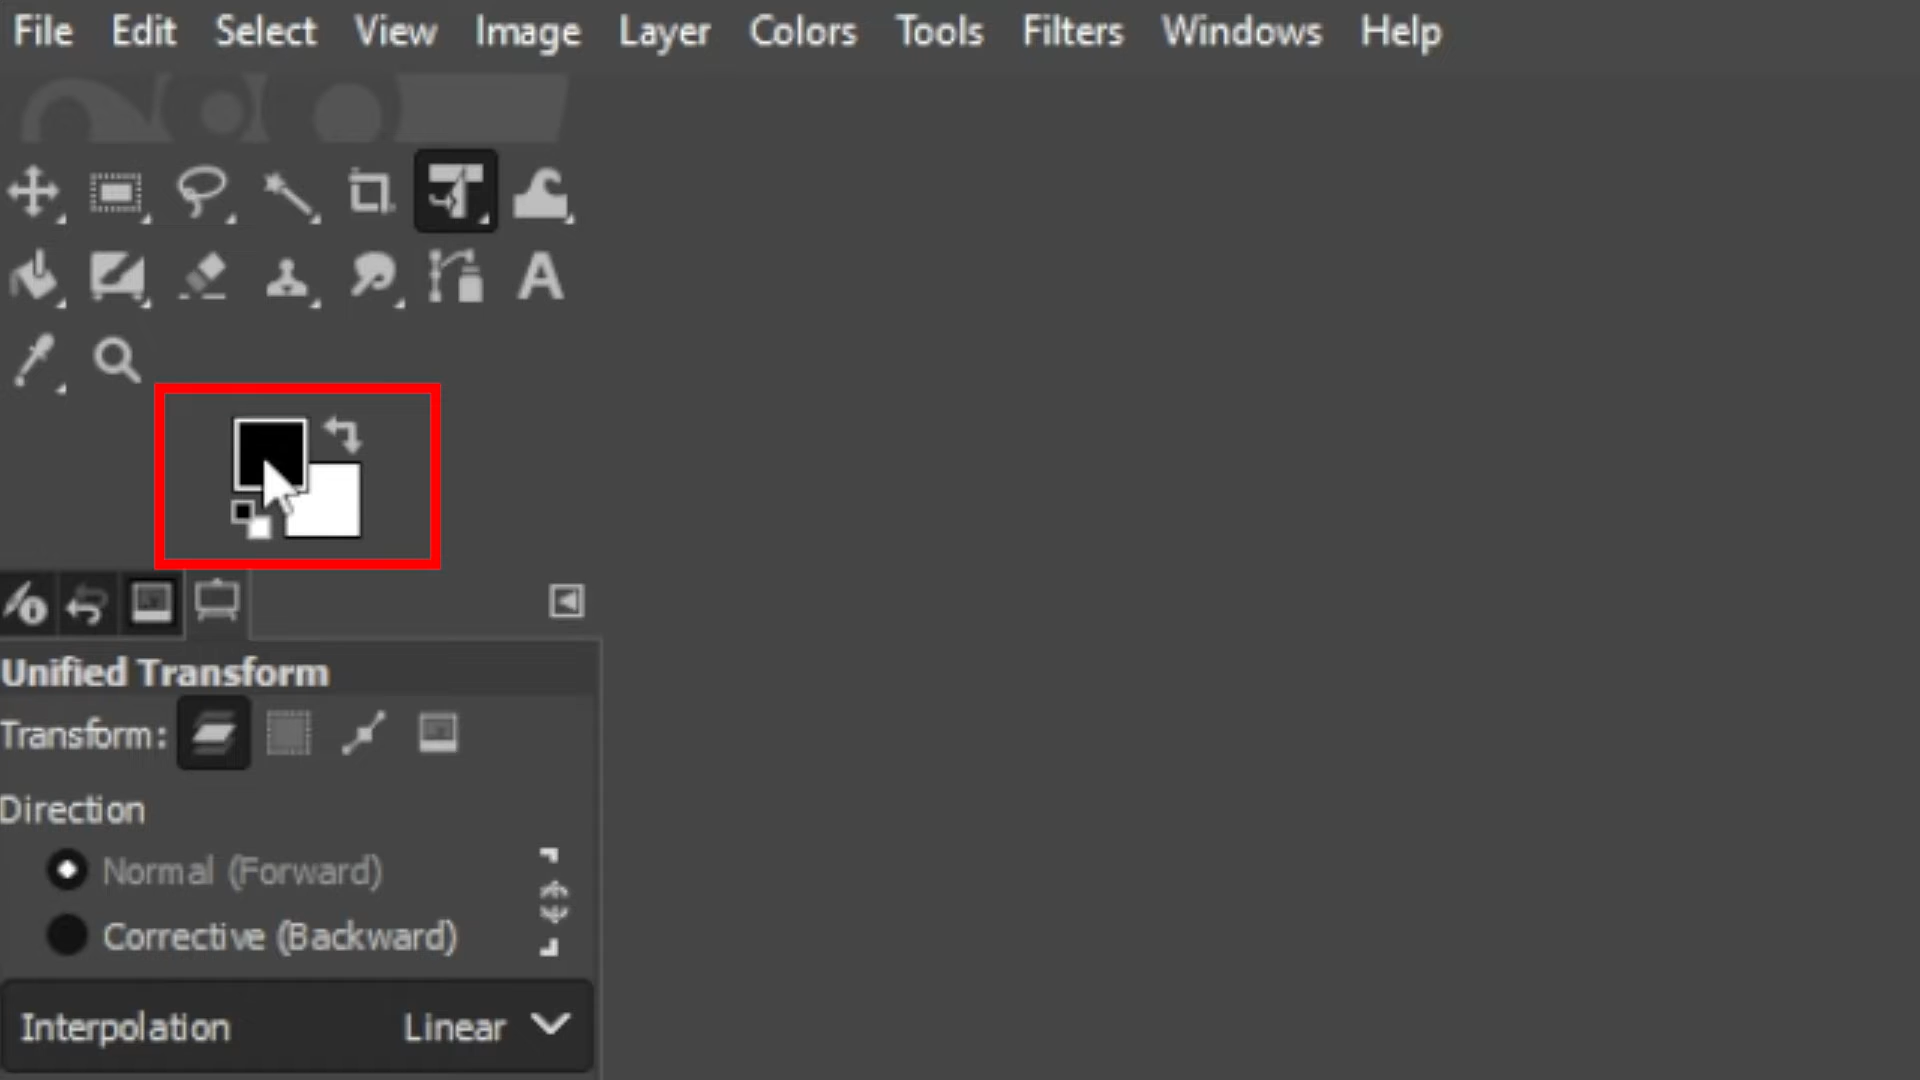 File Edit Select View Image Layer Colors Tools Filters Windows Help
Unified Transform
Transform:
Direction
Normal (Forward)
Corrective (Backward)
Interpolation Linear